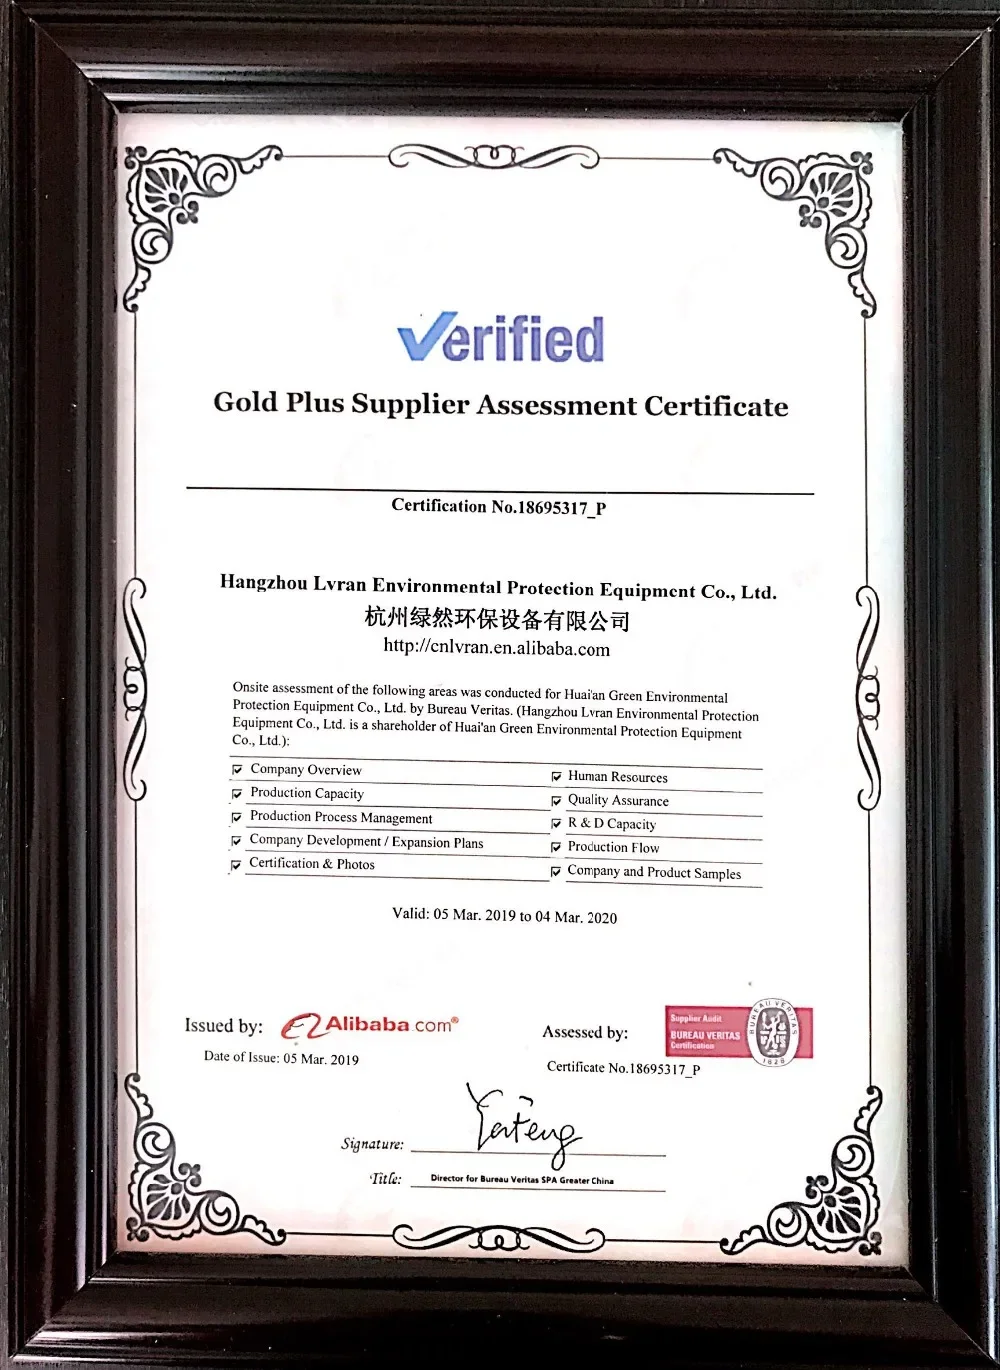 Verified
Gold Plus Supplier Assessment Certificate
Certification No.18695317_P
Hangzhou Lvran Environmental Protection Equipment Co., Ltd.
杭州绿然环保设备有限公司
http://cnlvran.en.alibaba.com
Onsite assessment of the following areas was conducted for Huai'an Green Environmental
Protection Equipment Co., Ltd. by Bureau Veritas. (Hangzhou Lvran Environmental Protection
Equipment Co., Ltd. is a shareholder of Huai'an Green Environmental Protection Equipment
Co., Ltd.):
Company Overview
Human Resources
Production Capacity
Quality Assurance
Production Process Management
R & D Capacity
Company Development / Expansion Plans
Production Flow
Certification & Photos
Company and Product Samples
Valid: 05 Mar. 2019 to 04 Mar. 2020
Issued by:
Alibaba.com®
Date of Issue: 05 Mar. 2019
Assessed by:
Supplier Audit
BUREAU VERITAS
Certification
BUREAU VERITAS
1828
Certificate No.18695317_P
Signature:
Title: Director for Bureau Veritas SPA Greater China